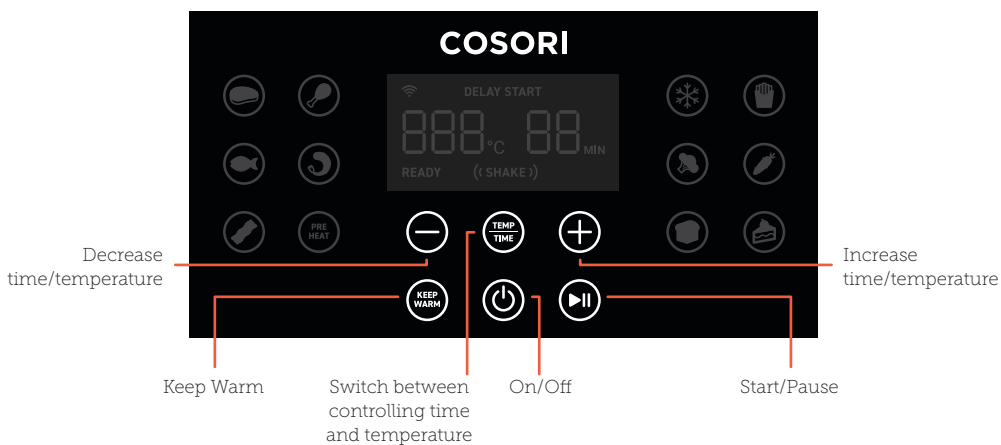 COSORI
DELAY START
888 °C 88 MIN
READY ((SHAKE))
PRE
HEAT
TEMP
TIME
Decrease
time/temperature
Increase
time/temperature
KEEP
WARM
Keep Warm
Switch between
controlling time
and temperature
On/Off
Start/Pause